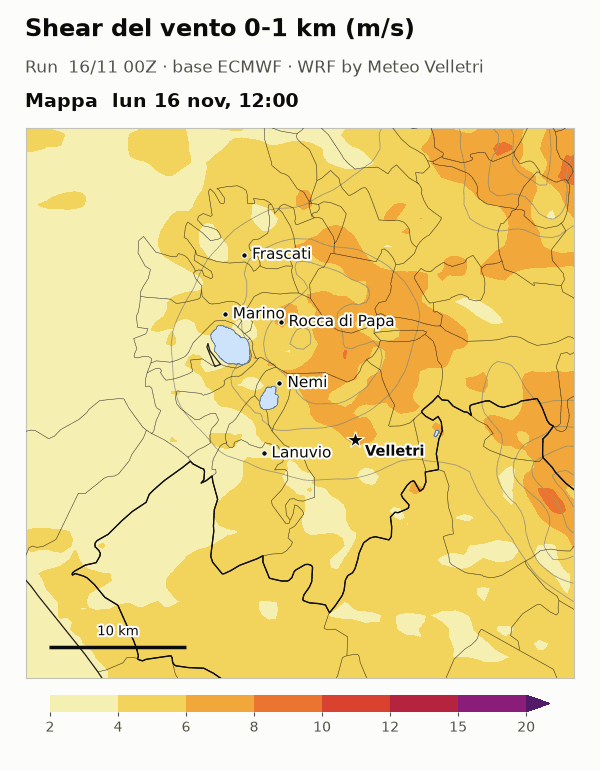 Shear del vento 0-1 km (m/s)
Run  16/11 00Z · base ECMWF · WRF by Meteo Velletri
Mappa  lun 16 nov, 12:00
Frascati
Marino
Rocca di Papa
Nemi
Velletri
Lanuvio
10 km
2 4 6 8 10 12 15 20